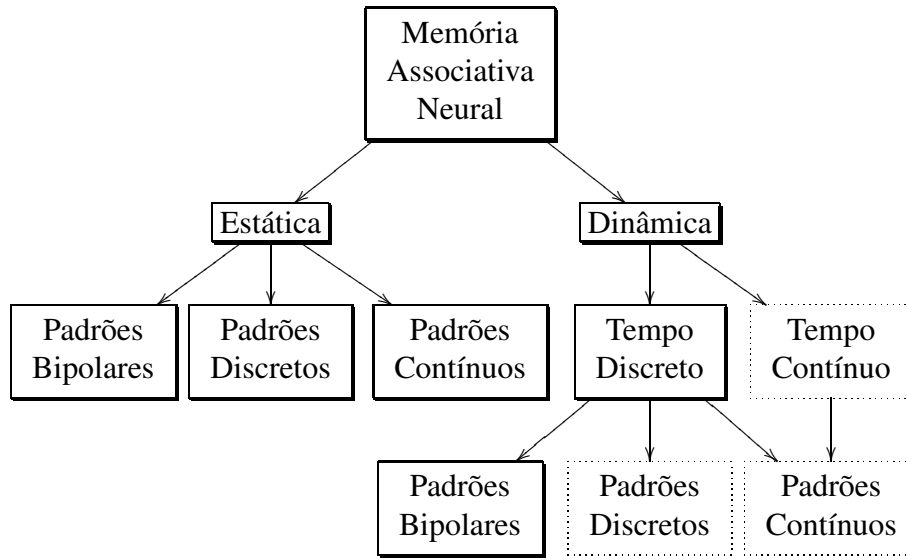 Memória
Associativa
Neural
Estática
Dinâmica
Padrões
Bipolares
Padrões
Discretos
Padrões
Contínuos
Tempo
Discreto
Tempo
Contínuo
Padrões
Bipolares
Padrões
Discretos
Padrões
Contínuos